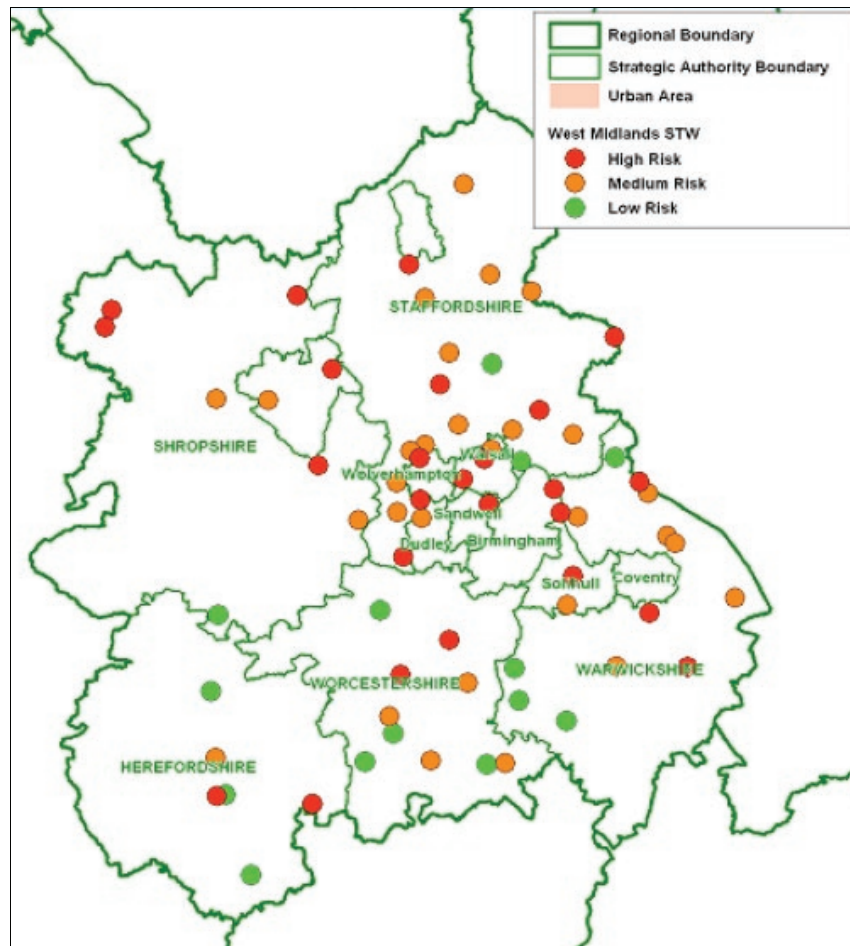 Regional Boundary
Strategic Authority Boundary
Urban Area
West Midlands STW
High Risk
Medium Risk
Low Risk
STAFFORDSHIRE
SHROPSHIRE
Walsall
Wolverhampton
Sandwell
Dudley
Birmingham
Solihull
Coventry
WORCESTERSHIRE
WARWICKSHIRE
HEREFORDSHIRE